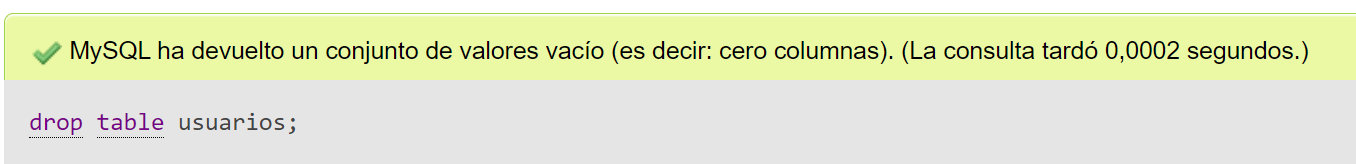 MySQL ha devuelto un conjunto de valores vacío (es decir: cero columnas). (La consulta tardó 0,0002 segundos.)
drop table usuarios;